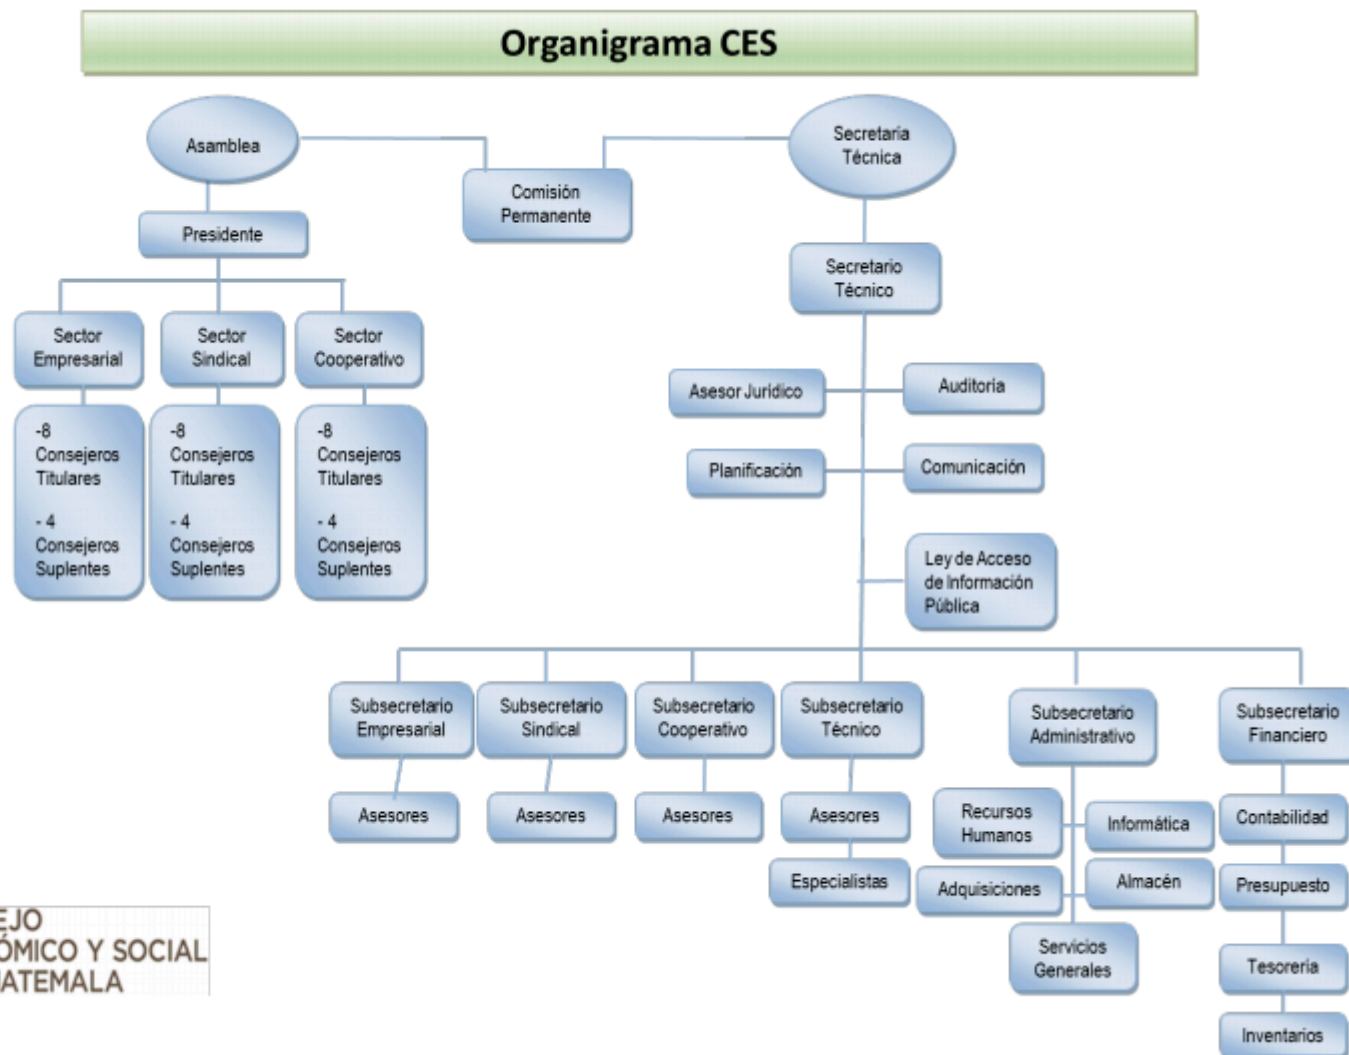 Organigrama CES
Asamblea
Secretaría
Técnica
Comisión
Permanente
Presidente
Secretario
Técnico
Sector
Empresarial
Sector
Sindical
Sector
Cooperativo
-8
Consejeros
Titulares
- 4
Consejeros
Suplentes
-8
Consejeros
Titulares
- 4
Consejeros
Suplentes
-8
Consejeros
Titulares
- 4
Consejeros
Suplentes
Asesor Jurídico
Auditoría
Planificación
Comunicación
Ley de Acceso
de Información
Pública
Subsecretario
Empresarial
Subsecretario
Sindical
Subsecretario
Cooperativo
Subsecretario
Técnico
Subsecretario
Administrativo
Subsecretario
Financiero
Asesores
Asesores
Asesores
Asesores
Especialistas
Recursos
Humanos
Informática
Adquisiciones
Almacén
Servicios
Generales
Contabilidad
Presupuesto
Tesorería
Inventarios
EJO
ÓMICO Y SOCIAL
ATEMALA